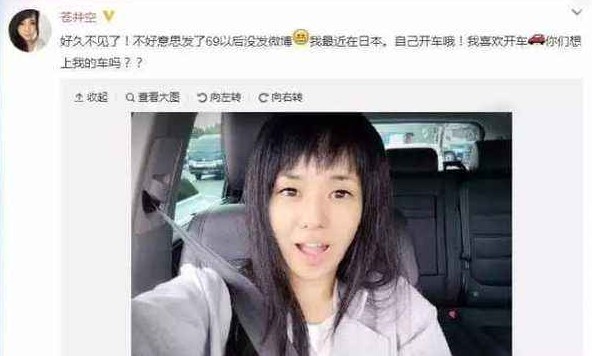 苍井空
好久不见了！不好意思发了69以后没发微博😁我最近在日本。自己开车哦！我喜欢开车🚗你们想
上我的车吗？？
收起 查看大图 向左转 向右转